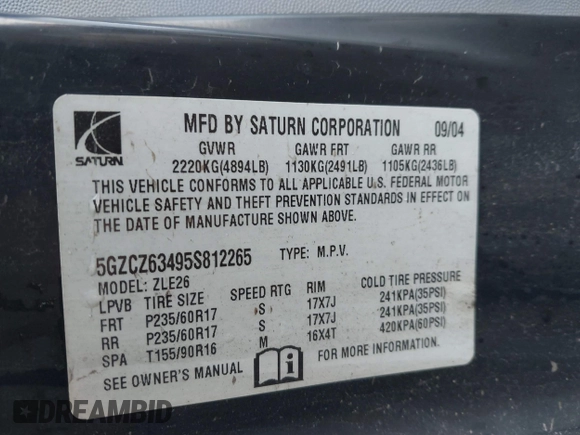 SATURN
MFD BY SATURN CORPORATION 09/04
GVWR GAWR FRT GAWR RR
2220KG(4894LB) 1130KG(2491LB) 1105KG(2436LB)
THIS VEHICLE CONFORMS TO ALL APPLICABLE U.S. FEDERAL MOTOR
VEHICLE SAFETY AND THEFT PREVENTION STANDARDS IN EFFECT ON
THE DATE OF MANUFACTURE SHOWN ABOVE.
5GZCZ63495S812265 TYPE: M.P.V.
MODEL: ZLE26
LPVB TIRE SIZE SPEED RTG RIM COLD TIRE PRESSURE
FRT P235/60R17 S 17X7J 241KPA(35PSI)
RR P235/60R17 S 17X7J 241KPA(35PSI)
SPA T155/90R16 M 16X4T 420KPA(60PSI)
SEE OWNER'S MANUAL
DREAMBID